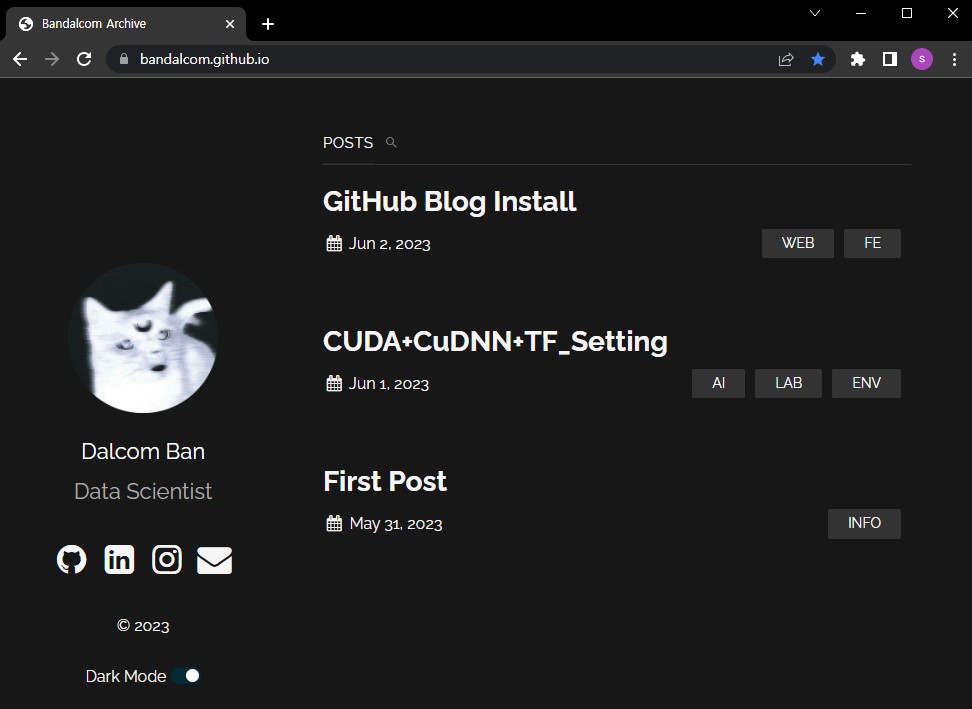 Bandalcom Archive
bandalcom.github.io
S
POSTS
GitHub Blog Install
Jun 2, 2023
WEB FE
CUDA+CuDNN+TF_Setting
Jun 1, 2023
AI LAB ENV
First Post
May 31, 2023
INFO
Dalcom Ban
Data Scientist
in
© 2023
Dark Mode